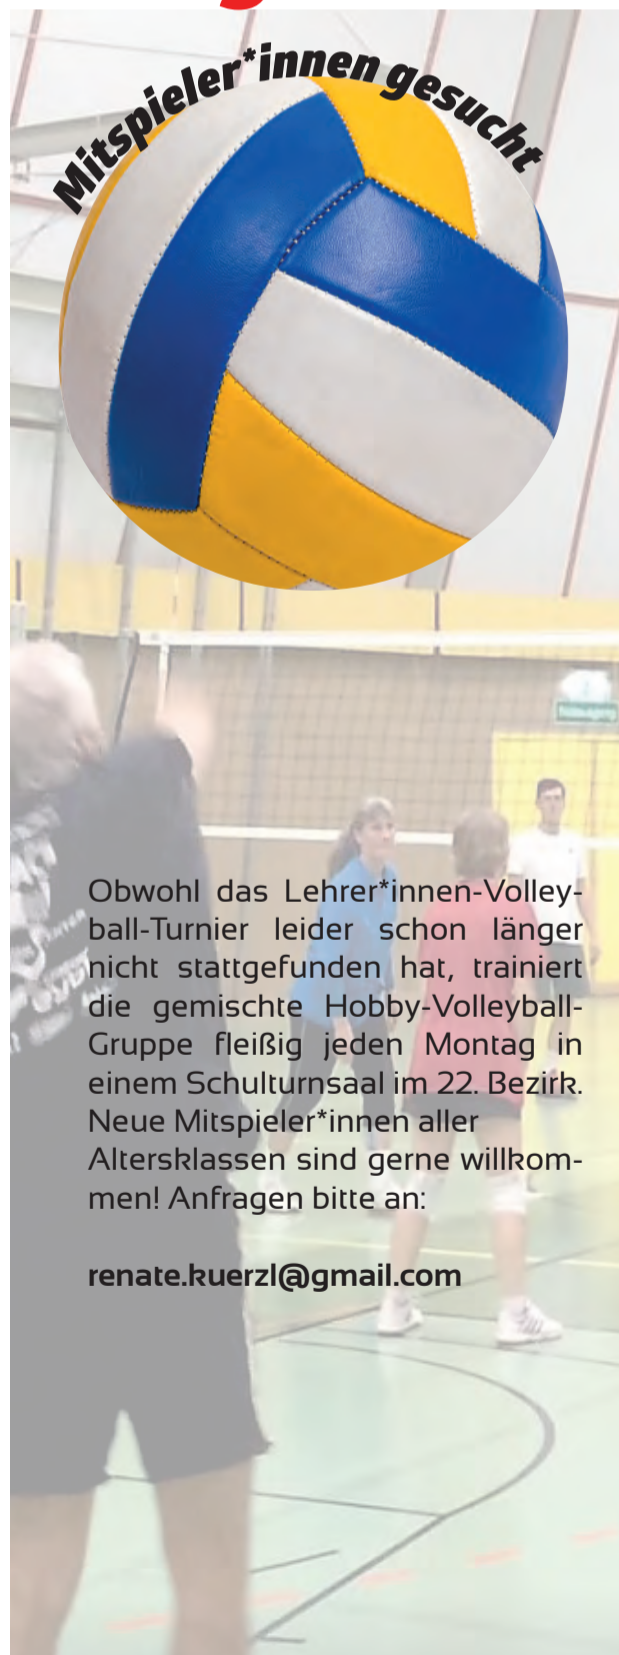 Mitspieler*innen gesucht
Obwohl das Lehrer*innen-Volley-
ball-Turnier leider schon länger
nicht stattgefunden hat, trainiert
die gemischte Hobby-Volleyball-
Gruppe fleißig jeden Montag in
einem Schulturnsaal im 22. Bezirk.
Neue Mitspieler*innen aller
Altersklassen sind gerne willkom-
men! Anfragen bitte an:
renate.kuerzl@gmail.com